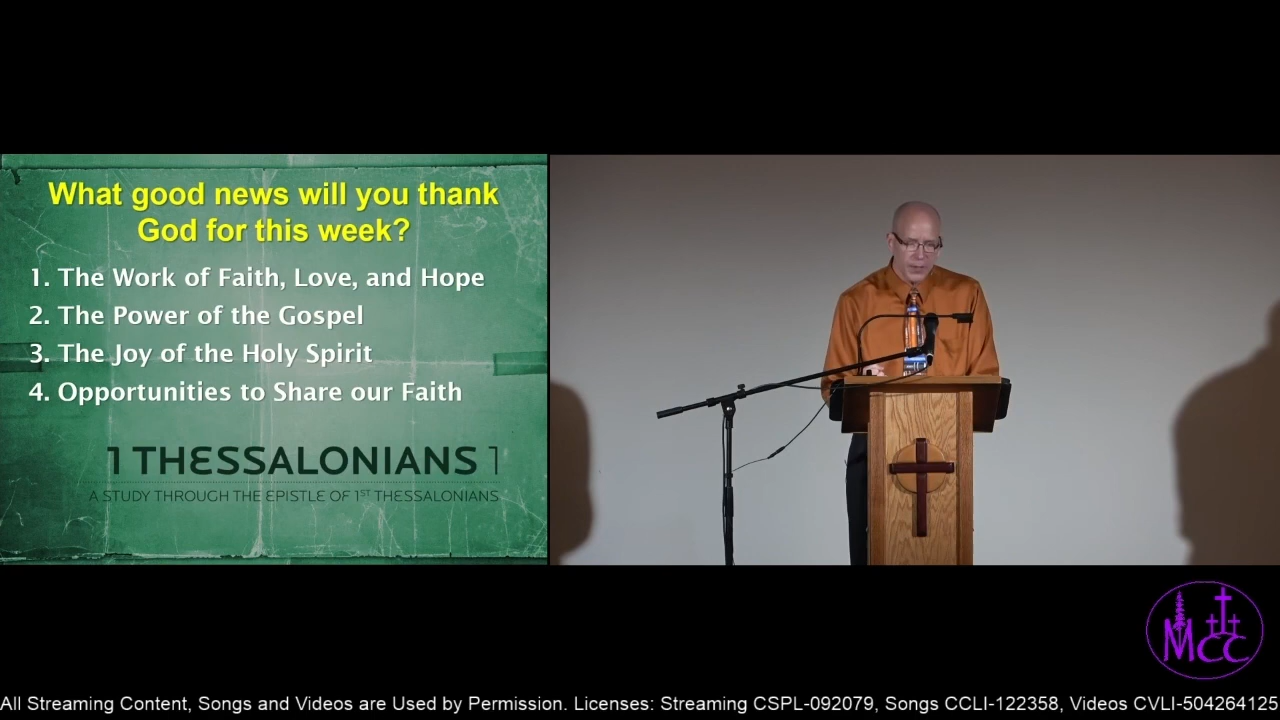 What good news will you thank
God for this week?
1. The Work of Faith, Love, and Hope
2. The Power of the Gospel
3. The Joy of the Holy Spirit
4. Opportunities to Share our Faith
1 THESSALONIANS 1
A STUDY THROUGH THE EPISTLE OF 1ST THESSALONIANS
MCC
All Streaming Content, Songs and Videos are Used by Permission. Licenses: Streaming CSPL-092079, Songs CCLI-122358, Videos CVLI-504264125